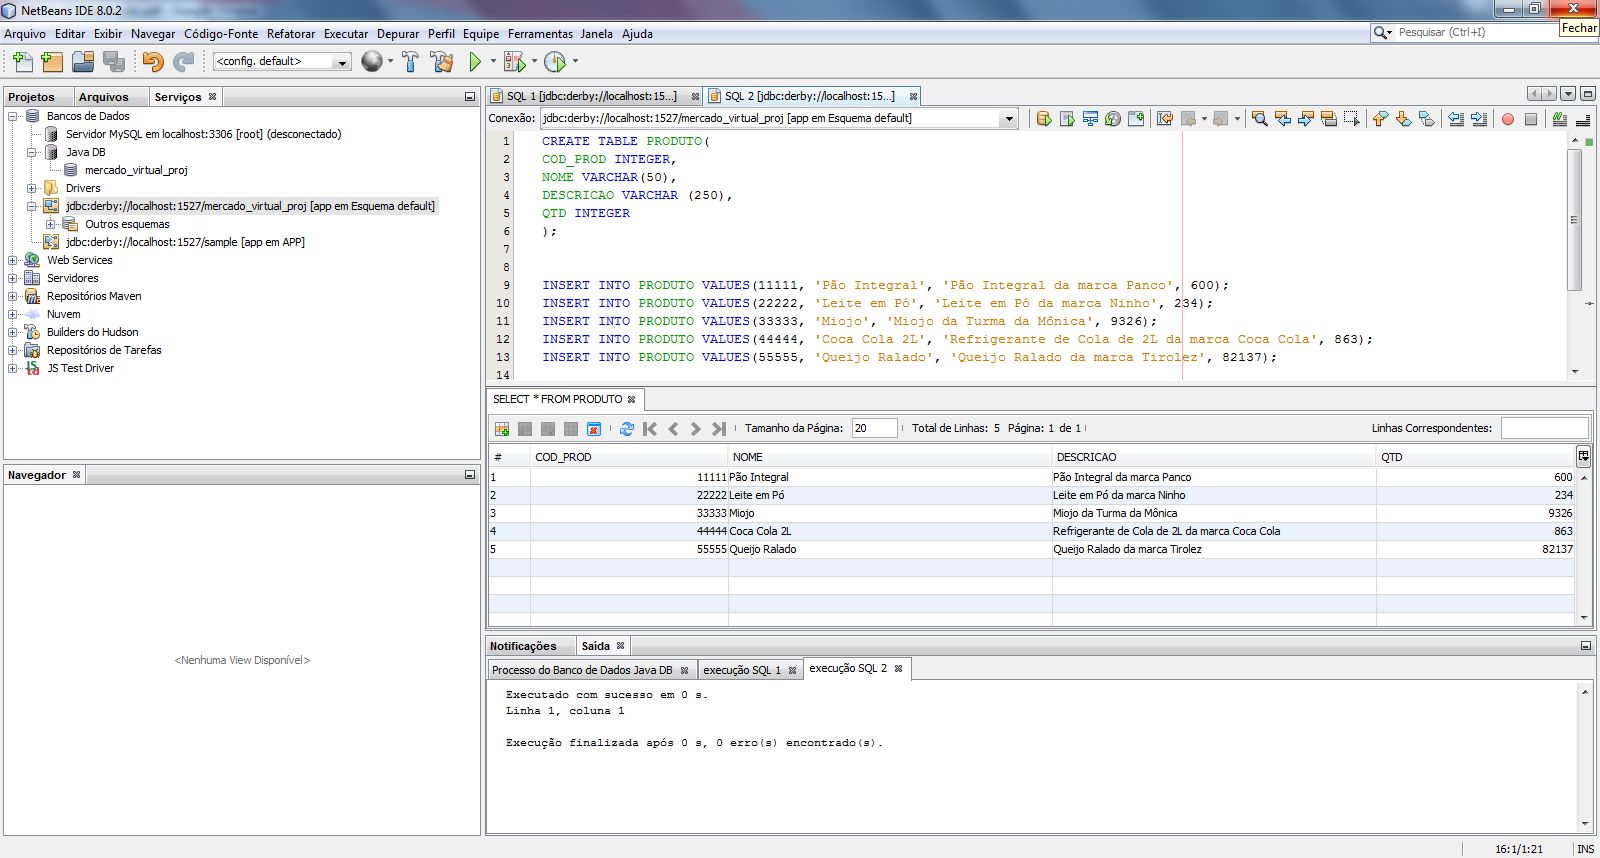 NetBeans IDE 8.0.2
Fechar
Arquivo Editar Exibir Navegar Código-Fonte Refatorar Executar Depurar Perfil Equipe Ferramentas Janela Ajuda
Pesquisar (Ctrl+I)
<config. default>
Projetos Arquivos Serviços
Bancos de Dados
Servidor MySQL em localhost:3306 [root] (desconectado)
Java DB
mercado_virtual_proj
Drivers
jdbc:derby://localhost:1527/mercado_virtual_proj [app em Esquema default]
Outros esquemas
jdbc:derby://localhost:1527/sample [app em APP]
Web Services
Servidores
Repositórios Maven
Nuvem
Builders do Hudson
Repositórios de Tarefas
JS Test Driver
Navegador
<Nenhuma View Disponível>
SQL 1 [jdbc:derby://localhost:15...] SQL 2 [jdbc:derby://localhost:15...]
Conexão: jdbc:derby://localhost:1527/mercado_virtual_proj [app em Esquema default]
1 CREATE TABLE PRODUTO(
2 COD_PROD INTEGER,
3 NOME VARCHAR(50),
4 DESCRICAO VARCHAR (250),
5 QTD INTEGER
6 );
7
8
9 INSERT INTO PRODUTO VALUES(11111, 'Pão Integral', 'Pão Integral da marca Panco', 600);
10 INSERT INTO PRODUTO VALUES(22222, 'Leite em Pó', 'Leite em Pó da marca Ninho', 234);
11 INSERT INTO PRODUTO VALUES(33333, 'Miojo', 'Miojo da Turma da Mônica', 9326);
12 INSERT INTO PRODUTO VALUES(44444, 'Coca Cola 2L', 'Refrigerante de Cola de 2L da marca Coca Cola', 863);
13 INSERT INTO PRODUTO VALUES(55555, 'Queijo Ralado', 'Queijo Ralado da marca Tirolez', 82137);
14
SELECT * FROM PRODUTO
Tamanho da Página: 20 Total de Linhas: 5 Página: 1 de 1 Linhas Correspondentes:
# COD_PROD NOME DESCRICAO QTD
1 11111 Pão Integral Pão Integral da marca Panco 600
2 22222 Leite em Pó Leite em Pó da marca Ninho 234
3 33333 Miojo Miojo da Turma da Mônica 9326
4 44444 Coca Cola 2L Refrigerante de Cola de 2L da marca Coca Cola 863
5 55555 Queijo Ralado Queijo Ralado da marca Tirolez 82137
Notificações Saída
Processo do Banco de Dados Java DB execução SQL 1 execução SQL 2
Executado com sucesso em 0 s.
Linha 1, coluna 1
Execução finalizada após 0 s, 0 erro(s) encontrado(s).
16:1/1:21 INS